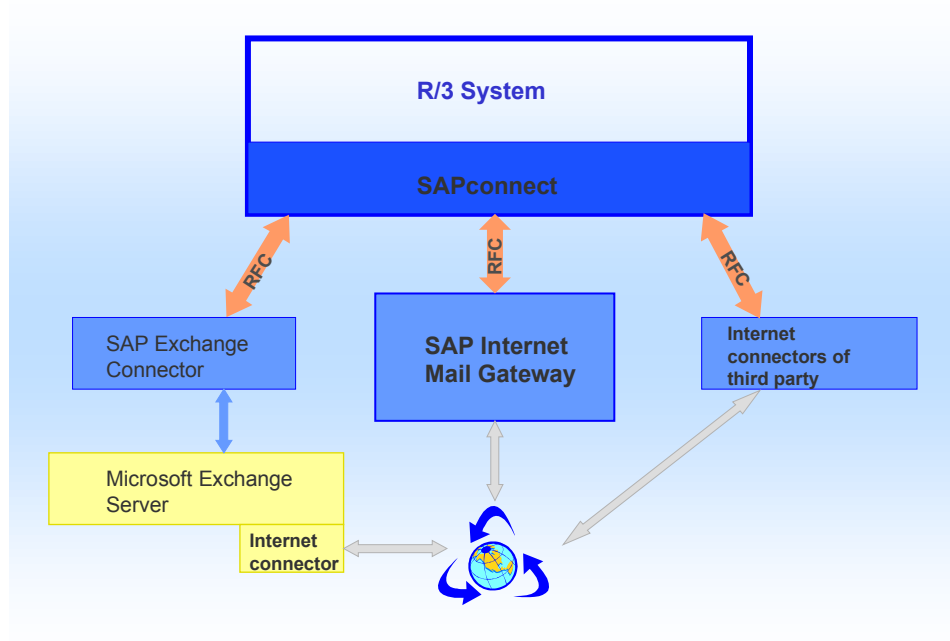 R/3 System
SAPconnect
RFC
RFC
RFC
SAP Exchange
Connector
SAP Internet
Mail Gateway
Internet
connectors of
third party
Microsoft Exchange
Server
Internet
connector